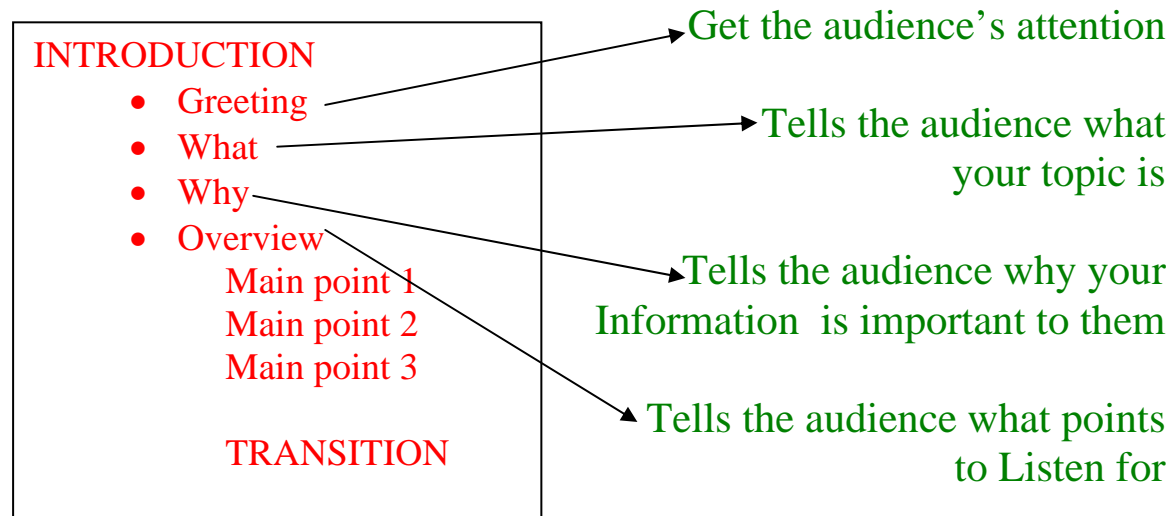 INTRODUCTION
• Greeting
• What
• Why
• Overview
Main point 1
Main point 2
Main point 3
TRANSITION
Get the audience’s attention
Tells the audience what
your topic is
Tells the audience why your
Information is important to them
Tells the audience what points
to Listen for